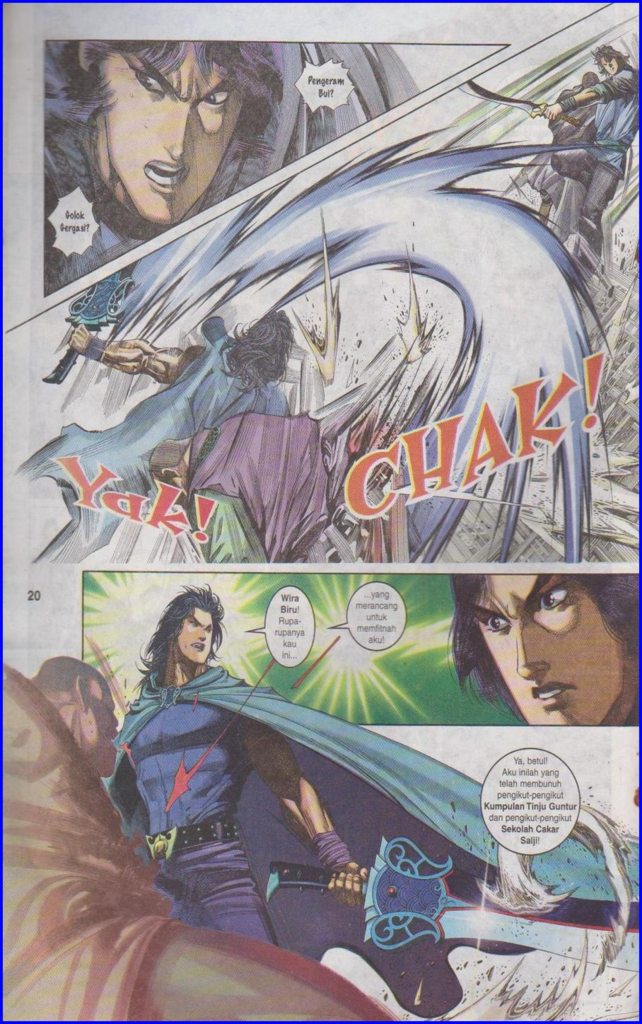 Pengeram
Bui?
Golok
Gergasi?
Yak!
CHAK!
20
Wira
Biru!
Rupa-
rupanya
kau
ini...
...yang
merancang
untuk
memfitnah
aku!
Ya, betul!
Aku inilah yang
telah membunuh
pengikut-pengikut
Kumpulan Tinju Guntur
dan pengikut-pengikut
Sekolah Cakar
Salji!